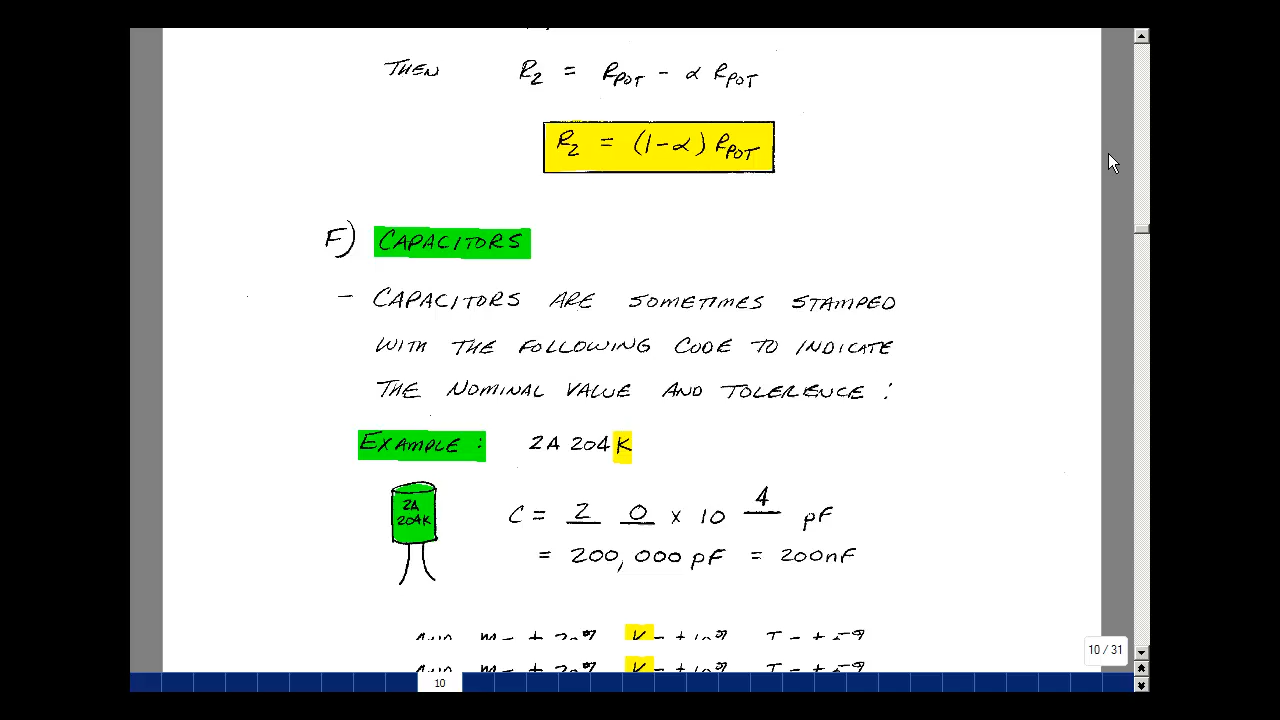 THEN R2 = RPOT - α RPOT
R2 = (1-α) RPOT
F) CAPACITORS
- CAPACITORS ARE SOMETIMES STAMPED
WITH THE FOLLOWING CODE TO INDICATE
THE NOMINAL VALUE AND TOLERENCE :
EXAMPLE : 2A 204K
2A
204K
C = 2 0 x 10 4 pF
= 200,000 pF = 200nF
10 / 31
10